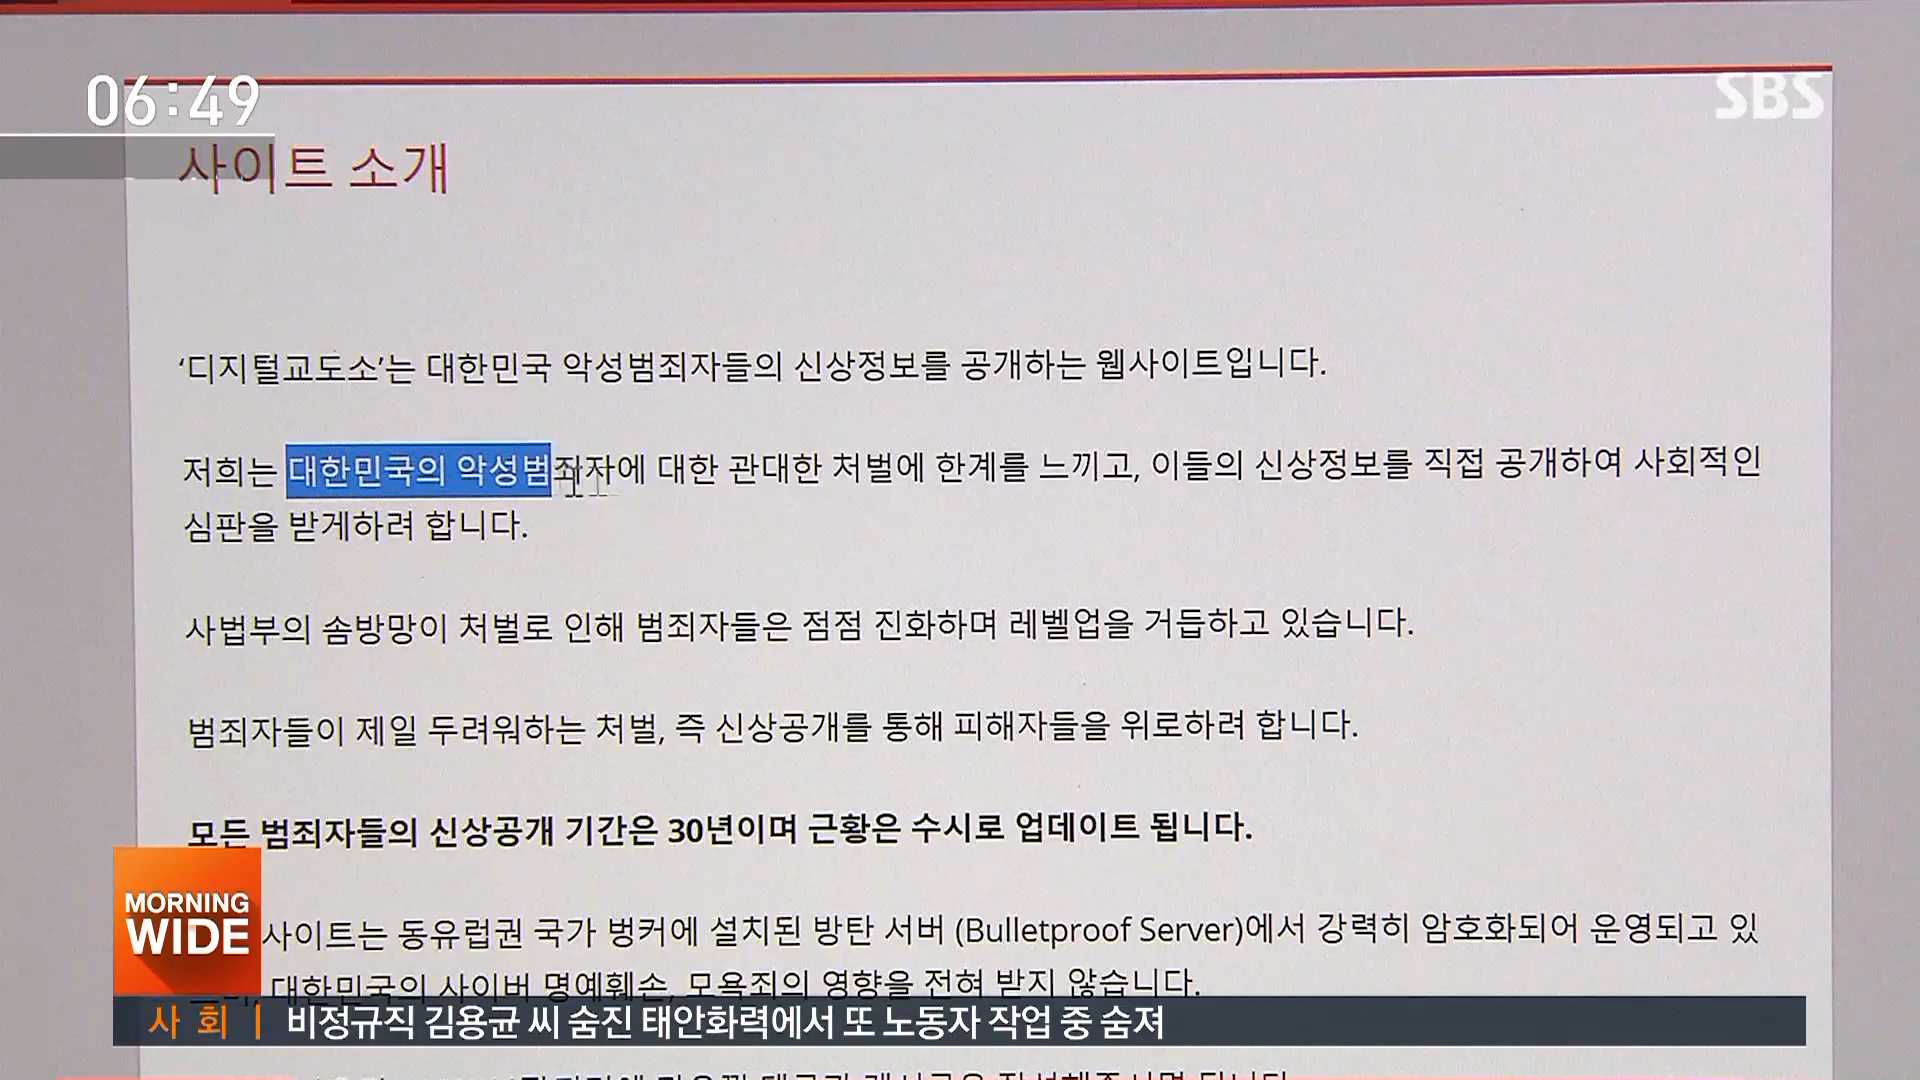 06:49
SBS
사이트 소개
‘디지털교도소’는 대한민국 악성범죄자들의 신상정보를 공개하는 웹사이트입니다.
저희는 대한민국의 악성범죄자에 대한 관대한 처벌에 한계를 느끼고, 이들의 신상정보를 직접 공개하여 사회적인
심판을 받게하려 합니다.
사법부의 솜방망이 처벌로 인해 범죄자들은 점점 진화하며 레벨업을 거듭하고 있습니다.
범죄자들이 제일 두려워하는 처벌, 즉 신상공개를 통해 피해자들을 위로하려 합니다.
모든 범죄자들의 신상공개 기간은 30년이며 근황은 수시로 업데이트 됩니다.
사이트는 동유럽권 국가 벙커에 설치된 방탄 서버 (Bulletproof Server)에서 강력히 암호화되어 운영되고 있
대한민국의 사이버 명예훼손, 모욕죄의 영향을 전혀 받지 않습니다.
MORNING
WIDE
사회 | 비정규직 김용균 씨 숨진 태안화력에서 또 노동자 작업 중 숨져